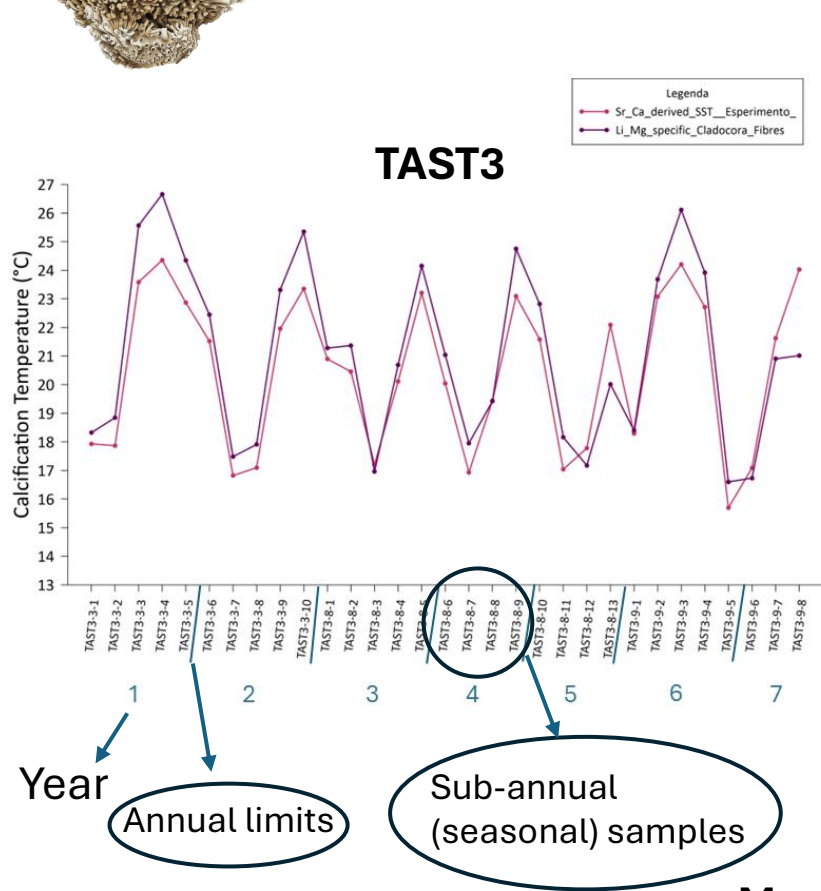 Legenda
Sr_Ca_derived_SST__Esperimento_
Li_Mg_specific_Cladocora_Fibres
TAST3
Calcification Temperature (°C)
27
26
25
24
23
22
21
20
19
18
17
16
15
14
13
TAST3-3-1
TAST3-3-2
TAST3-3-3
TAST3-3-4
TAST3-3-5
TAST3-3-6
TAST3-3-7
TAST3-3-8
TAST3-3-9
TAST3-3-10
TAST3-8-1
TAST3-8-2
TAST3-8-3
TAST3-8-4
TAST3-8-5
TAST3-8-6
TAST3-8-7
TAST3-8-8
TAST3-8-9
TAST3-8-10
TAST3-8-11
TAST3-8-12
TAST3-8-13
TAST3-9-1
TAST3-9-2
TAST3-9-3
TAST3-9-4
TAST3-9-5
TAST3-9-6
TAST3-9-7
TAST3-9-8
1 2 3 4 5 6 7
Year
Annual limits
Sub-annual
(seasonal) samples